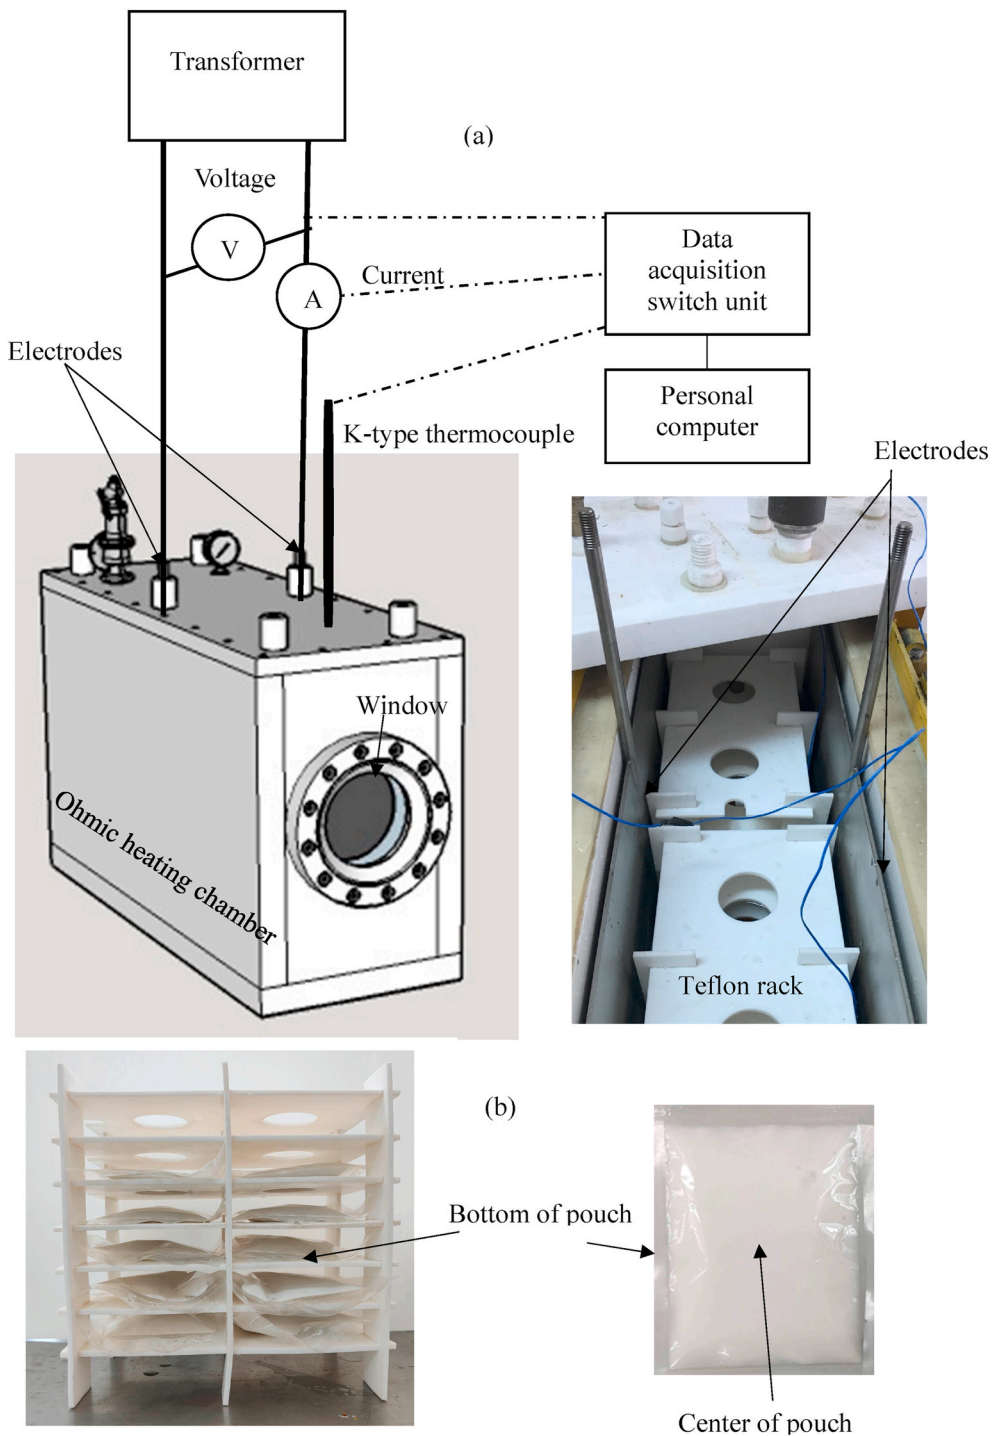 Transformer
(a)
Voltage
V
Data
acquisition
switch unit
Current
A
Electrodes
Personal
computer
K-type thermocouple
Electrodes
Window
Ohmic heating chamber
Teflon rack
(b)
Bottom of pouch
Center of pouch